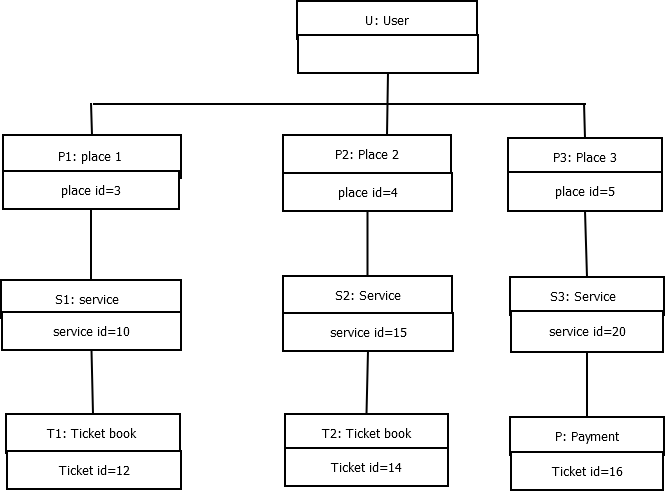 U: User
P1: place 1
P2: Place 2
P3: Place 3
place id=3
place id=4
place id=5
S1: service
S2: Service
S3: Service
service id=10
service id=15
service id=20
T1: Ticket book
T2: Ticket book
P: Payment
Ticket id=12
Ticket id=14
Ticket id=16